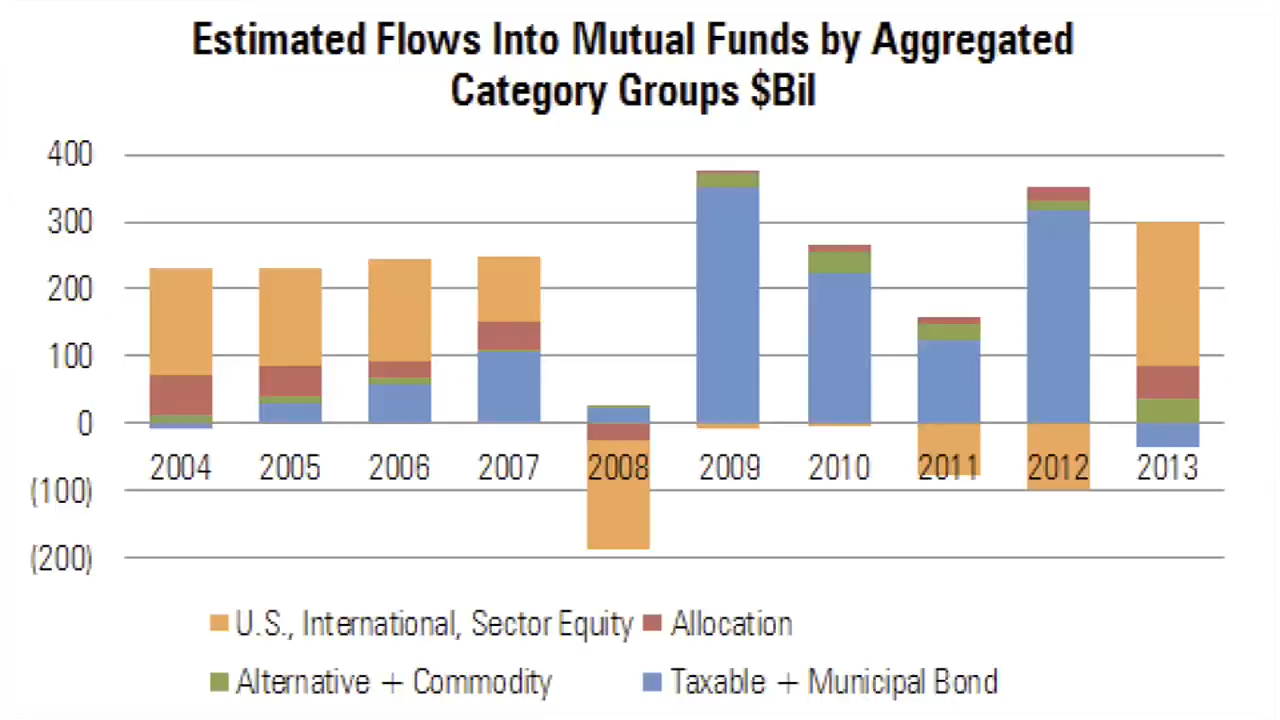 Estimated Flows Into Mutual Funds by Aggregated
Category Groups $Bil
400
300
200
100
0
(100)
(200)
2004 2005 2006 2007 2008 2009 2010 2011 2012 2013
U.S., International, Sector Equity Allocation
Alternative + Commodity Taxable + Municipal Bond